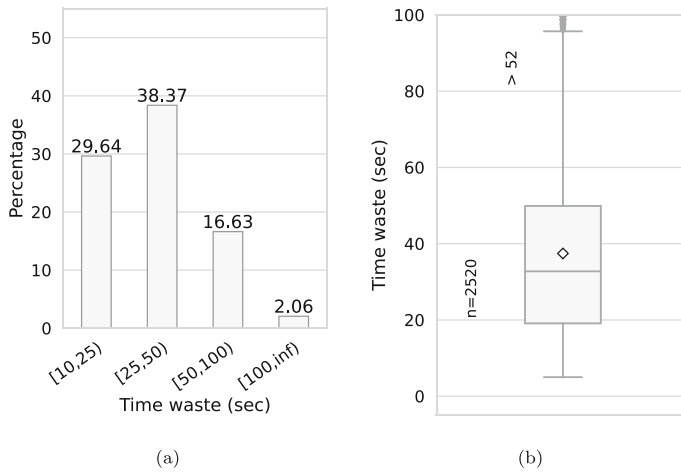 50
40
30
20
10
0
Percentage
29.64
38.37
16.63
2.06
[10,25)
[25,50)
[50,100)
[100,inf)
Time waste (sec)
(a)
100
80
60
40
20
0
Time waste (sec)
> 52
n=2520
(b)